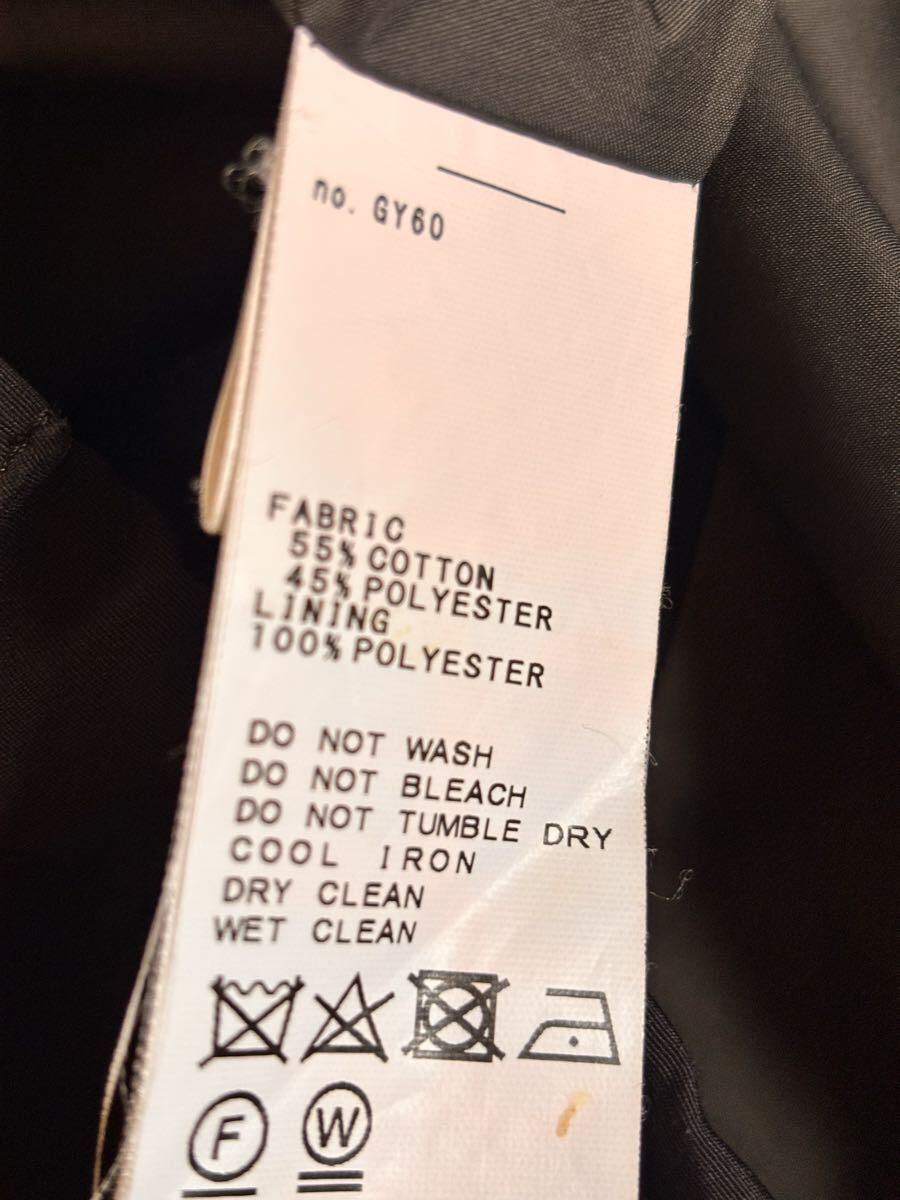 no. GY60
FABRIC
55% COTTON
45% POLYESTER
LINING
100% POLYESTER
DO NOT WASH
DO NOT BLEACH
DO NOT TUMBLE DRY
COOL IRON
DRY CLEAN
WET CLEAN
F W